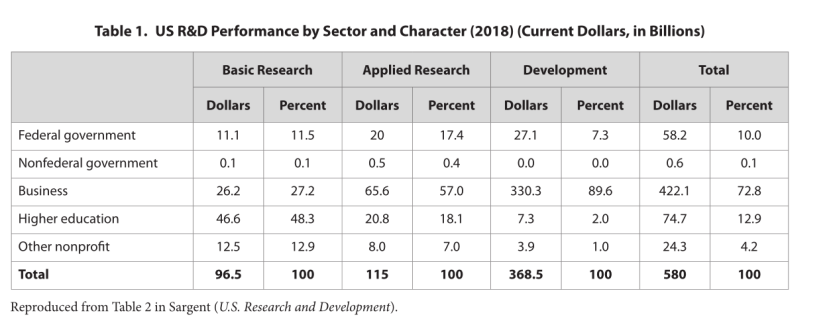 Table 1. US R&D Performance by Sector and Character (2018) (Current Dollars, in Billions)
Basic Research Applied Research Development Total
Dollars Percent Dollars Percent Dollars Percent Dollars Percent
Federal government 11.1 11.5 20 17.4 27.1 7.3 58.2 10.0
Nonfederal government 0.1 0.1 0.5 0.4 0.0 0.0 0.6 0.1
Business 26.2 27.2 65.6 57.0 330.3 89.6 422.1 72.8
Higher education 46.6 48.3 20.8 18.1 7.3 2.0 74.7 12.9
Other nonprofit 12.5 12.9 8.0 7.0 3.9 1.0 24.3 4.2
Total 96.5 100 115 100 368.5 100 580 100
Reproduced from Table 2 in Sargent (U.S. Research and Development).